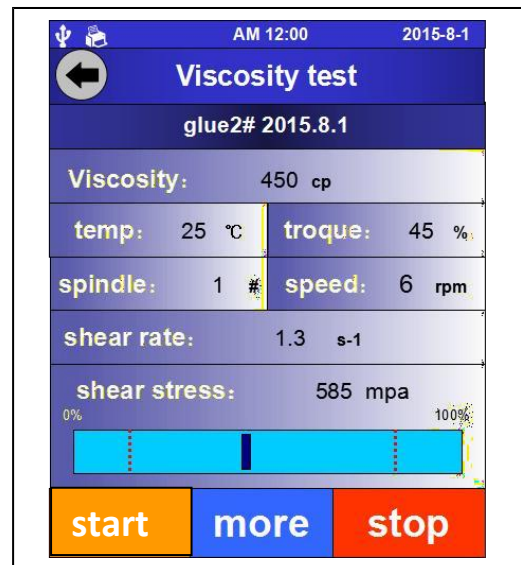 AM 12:00 2015-8-1
Viscosity test
glue2# 2015.8.1
Viscosity: 450 cp
temp: 25 ℃ troque: 45 %
spindle: 1 # speed: 6 rpm
shear rate: 1.3 s-1
shear stress: 585 mpa
0% 100%
start more stop